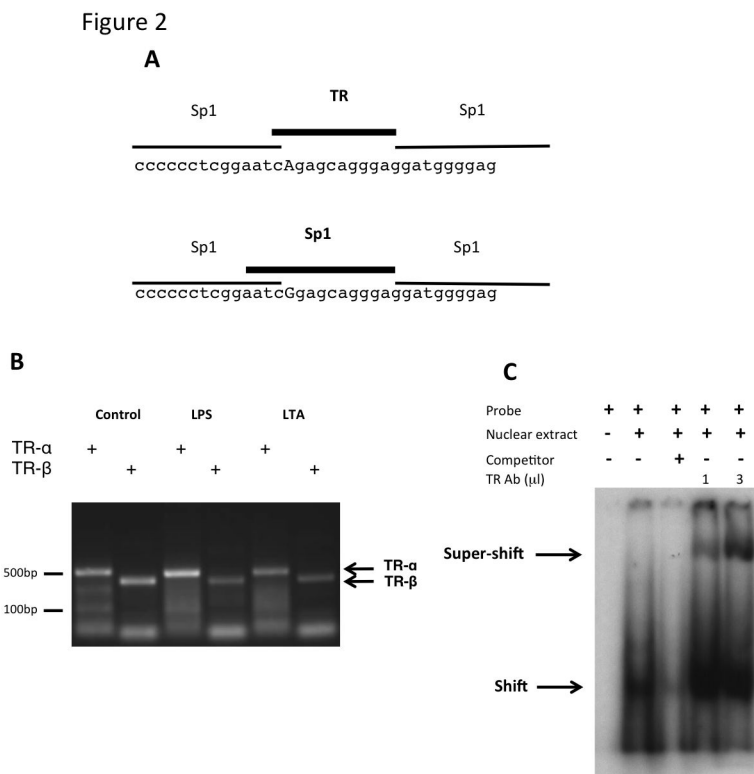 Figure 2
A
Sp1 TR Sp1
ccccccctcggaatcAgagcagggaggatggggag
Sp1 Sp1 Sp1
ccccccctcggaatcGgagcagggaggatggggag
B
Control LPS LTA
TR-α + + +
TR-β + + +
500bp
100bp
TR-α
TR-β
C
Probe + + + + +
Nuclear extract - + + + +
Competitor - - + - -
TR Ab (µl) 1 3
Super-shift
Shift